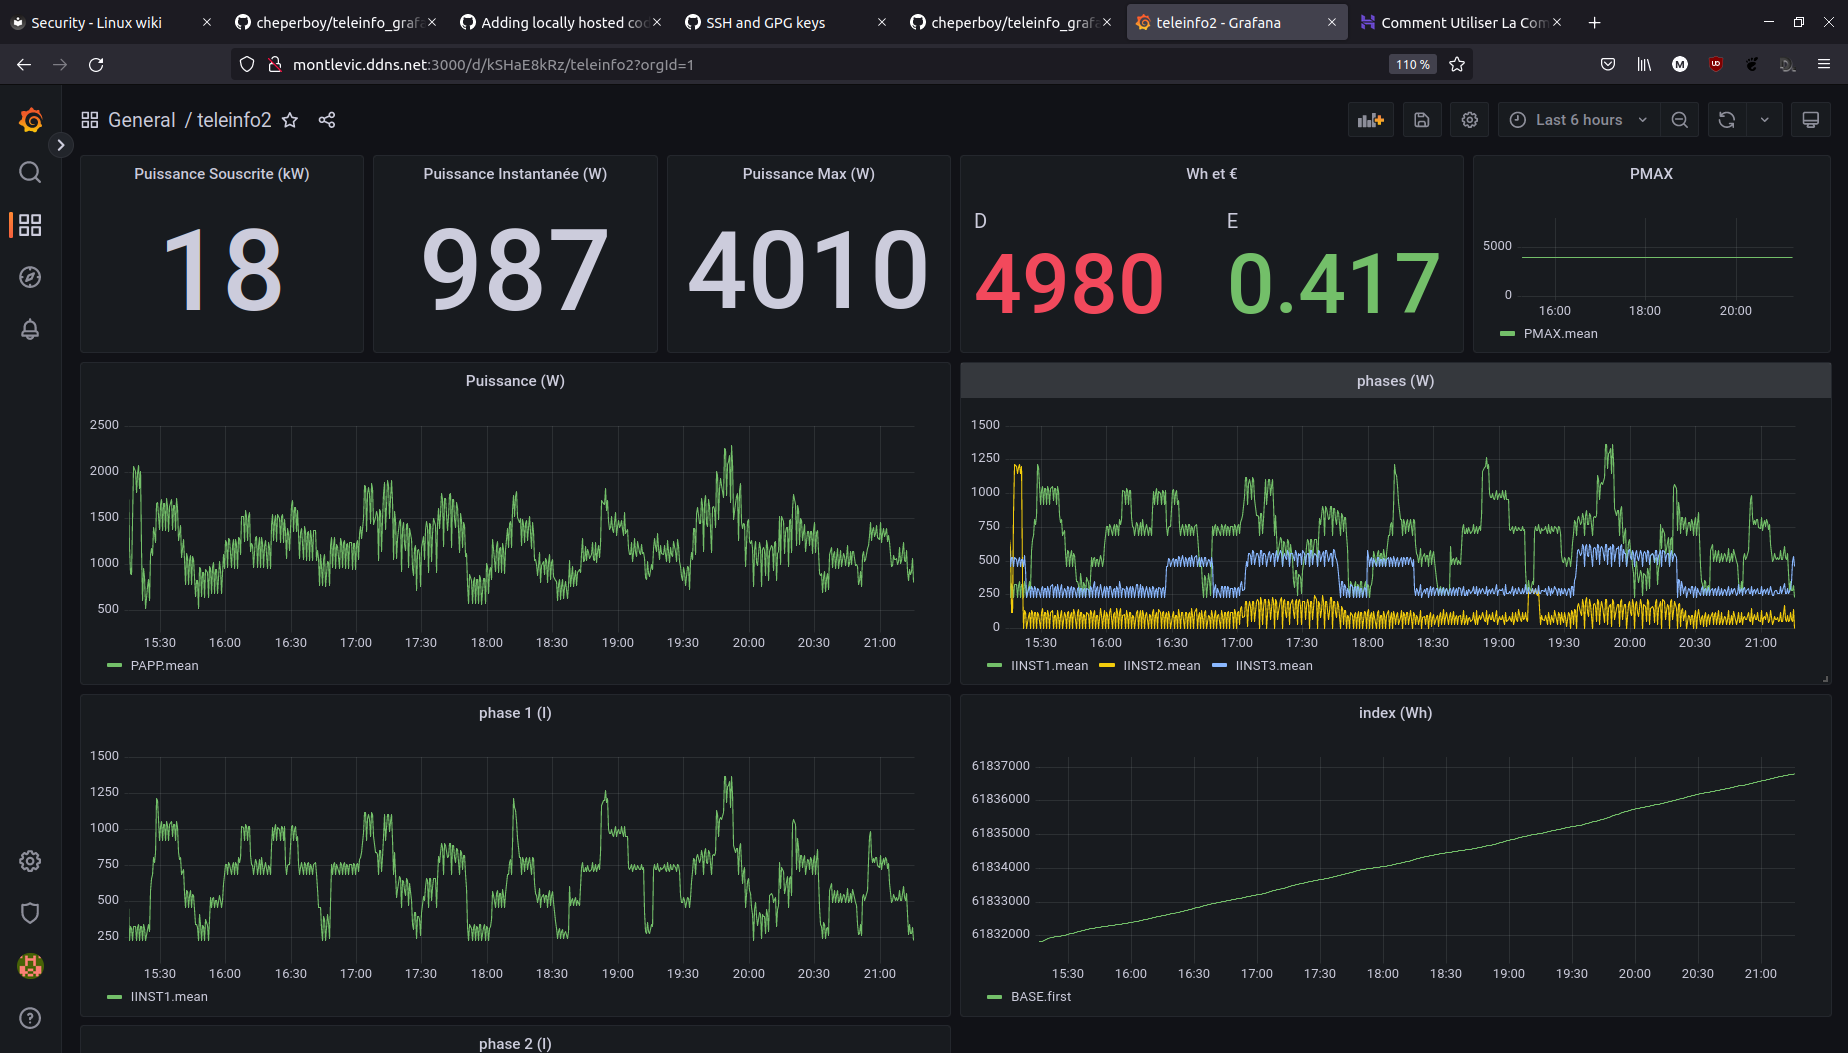 Security - Linux wiki
cheperboy/teleinfo_grafa
Adding locally hosted cod
SSH and GPG keys
cheperboy/teleinfo_grafa
teleinfo2 - Grafana
Comment Utiliser La Com
montlevic.ddns.net:3000/d/kSHaE8kRz/teleinfo2?orgId=1
110 %
General / teleinfo2
Last 6 hours
Puissance Souscrite (kW)
18
Puissance Instantanée (W)
987
Puissance Max (W)
4010
Wh et €
D
4980
E
0.417
PMAX
5000
0
16:00 18:00 20:00
PMAX.mean
Puissance (W)
2500
2000
1500
1000
500
15:30 16:00 16:30 17:00 17:30 18:00 18:30 19:00 19:30 20:00 20:30 21:00
PAPP.mean
phases (W)
1500
1250
1000
750
500
250
0
15:30 16:00 16:30 17:00 17:30 18:00 18:30 19:00 19:30 20:00 20:30 21:00
IINST1.mean IINST2.mean IINST3.mean
phase 1 (I)
1500
1250
1000
750
500
250
15:30 16:00 16:30 17:00 17:30 18:00 18:30 19:00 19:30 20:00 20:30 21:00
IINST1.mean
index (Wh)
61837000
61836000
61835000
61834000
61833000
61832000
15:30 16:00 16:30 17:00 17:30 18:00 18:30 19:00 19:30 20:00 20:30 21:00
BASE.first
phase 2 (I)